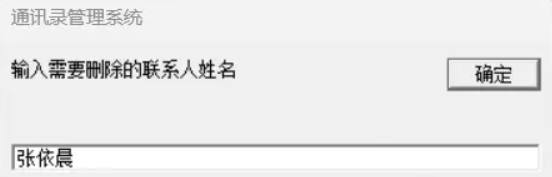 通讯录管理系统
输入需要删除的联系人姓名
确定
张依晨